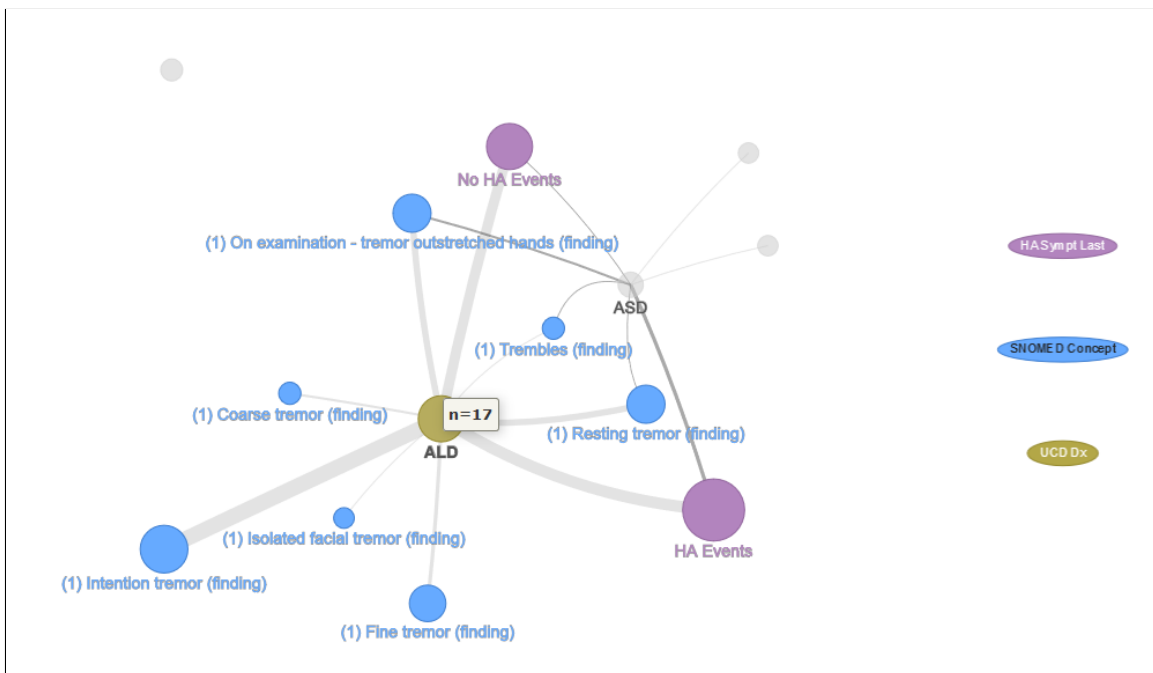 No HA Events
(1) On examination - tremor outstretched hands (finding)
HA Sympt Last
ASD
(1) Trembles (finding)
SNOMED Concept
(1) Coarse tremor (finding)
n=17
(1) Resting tremor (finding)
ALD
UCD Dx
(1) Isolated facial tremor (finding)
HA Events
(1) Intention tremor (finding)
(1) Fine tremor (finding)